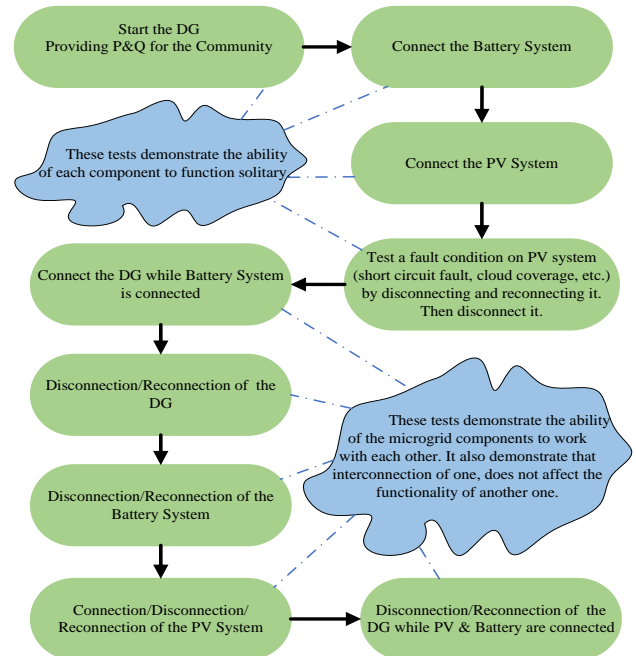 Start the DG
Providing P&Q for the Community
Connect the Battery System
These tests demonstrate the ability
of each component to function solitary.
Connect the PV System
Test a fault condition on PV system
(short circuit fault, cloud coverage, etc.)
by disconnecting and reconnecting it.
Then disconnect it.
Connect the DG while Battery System
is connected
Disconnection/Reconnection of the
DG
These tests demonstrate the ability
of the microgrid components to work
with each other. It also demonstrate that
interconnection of one, does not affect the
functionality of another one.
Disconnection/Reconnection of the
Battery System
Connection/Disconnection/
Reconnection of the PV System
Disconnection/Reconnection of the
DG while PV & Battery are connected